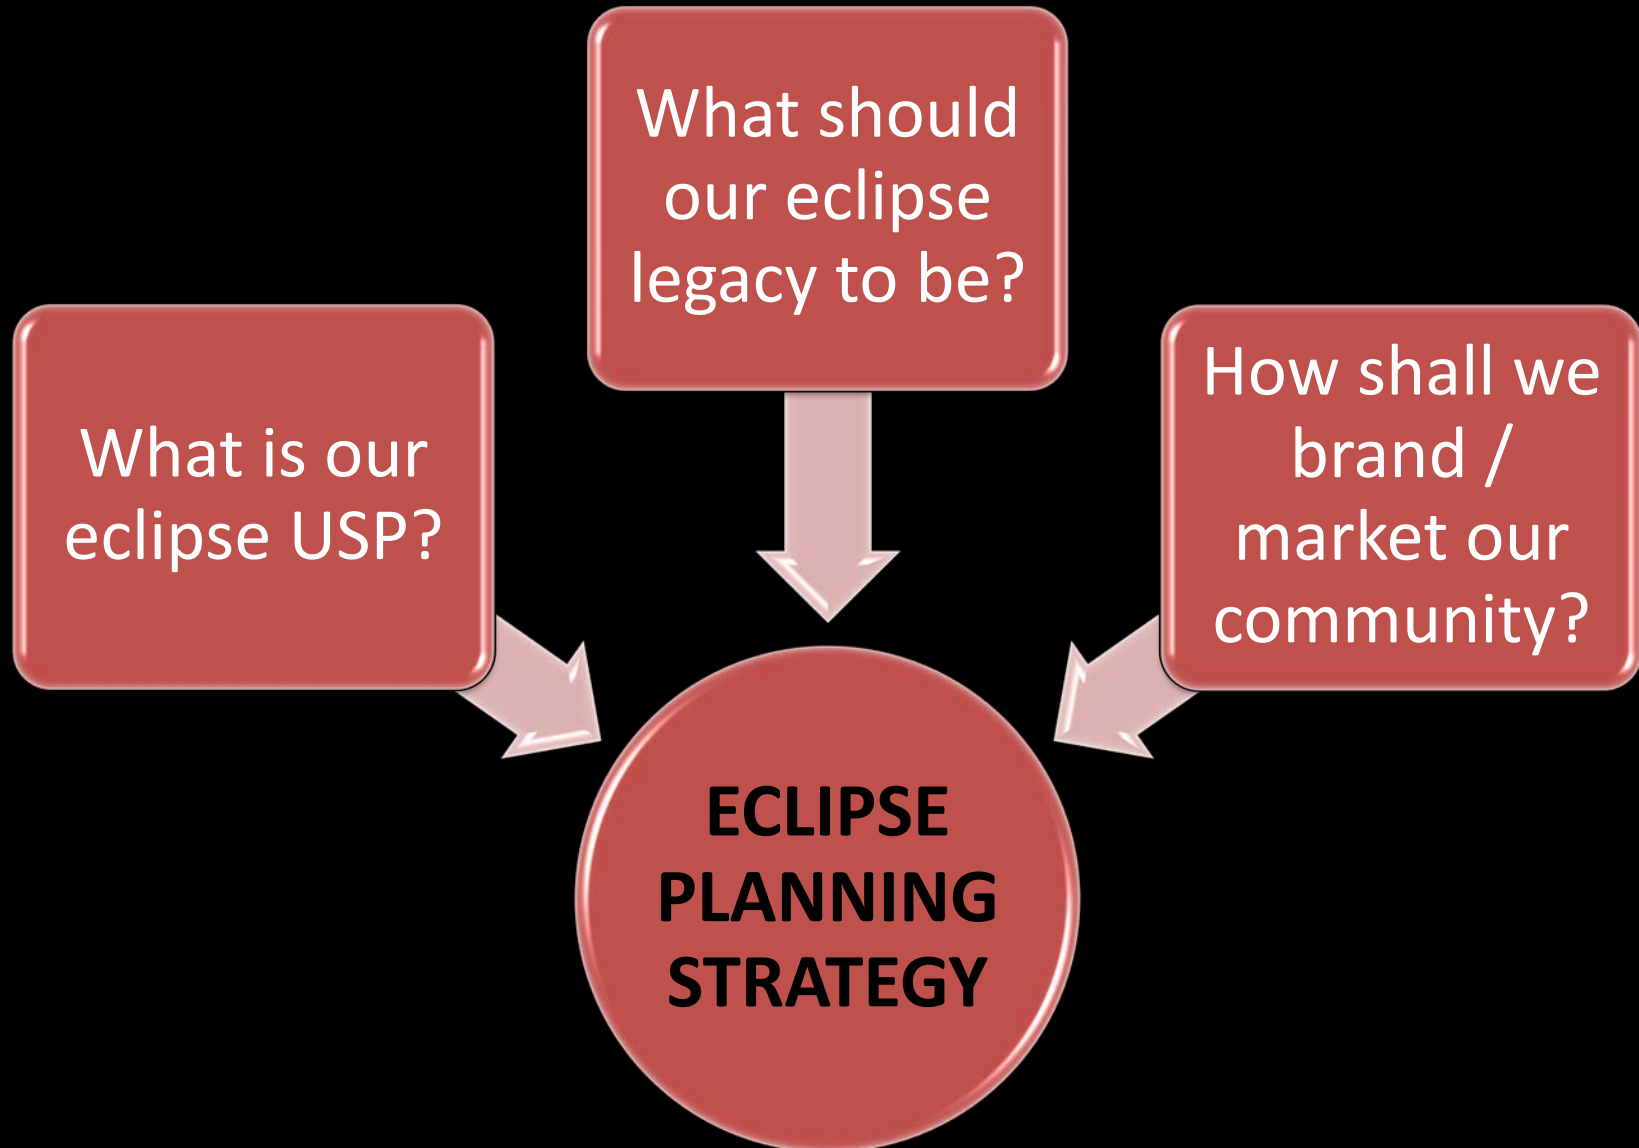 What should
our eclipse
legacy to be?
What is our
eclipse USP?
How shall we
brand /
market our
community?
ECLIPSE
PLANNING
STRATEGY